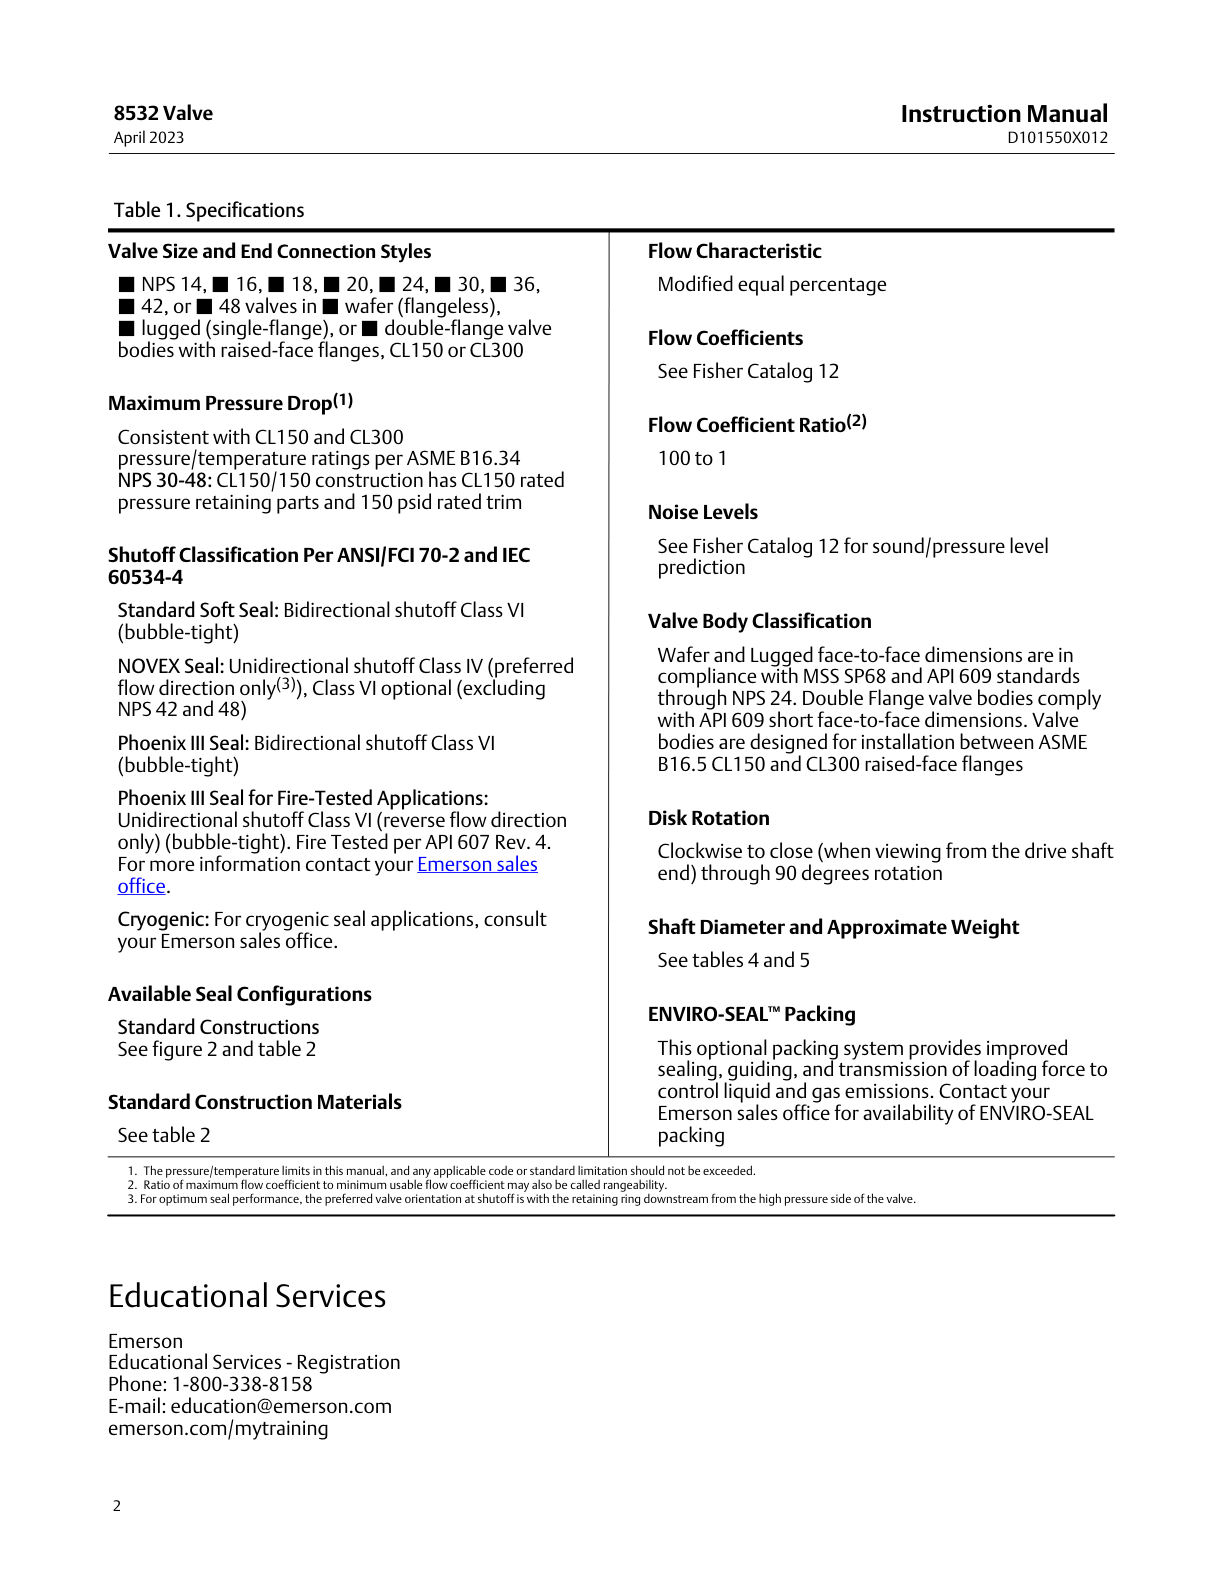 8532 Valve
April 2023
Instruction Manual
D101550X012
Table 1. Specifications
Valve Size and End Connection Styles
■ NPS 14, ■ 16, ■ 18, ■ 20, ■ 24, ■ 30, ■ 36,
■ 42, or ■ 48 valves in ■ wafer (flangeless),
■ lugged (single-flange), or ■ double-flange valve
bodies with raised-face flanges, CL150 or CL300
Maximum Pressure Drop(1)
Consistent with CL150 and CL300
pressure/temperature ratings per ASME B16.34
NPS 30-48: CL150/150 construction has CL150 rated
pressure retaining parts and 150 psid rated trim
Shutoff Classification Per ANSI/FCI 70-2 and IEC
60534-4
Standard Soft Seal: Bidirectional shutoff Class VI
(bubble-tight)
NOVEX Seal: Unidirectional shutoff Class IV (preferred
flow direction only(3)), Class VI optional (excluding
NPS 42 and 48)
Phoenix III Seal: Bidirectional shutoff Class VI
(bubble-tight)
Phoenix III Seal for Fire-Tested Applications:
Unidirectional shutoff Class VI (reverse flow direction
only) (bubble-tight). Fire Tested per API 607 Rev. 4.
For more information contact your Emerson sales
office.
Cryogenic: For cryogenic seal applications, consult
your Emerson sales office.
Available Seal Configurations
Standard Constructions
See figure 2 and table 2
Standard Construction Materials
See table 2
Flow Characteristic
Modified equal percentage
Flow Coefficients
See Fisher Catalog 12
Flow Coefficient Ratio(2)
100 to 1
Noise Levels
See Fisher Catalog 12 for sound/pressure level
prediction
Valve Body Classification
Wafer and Lugged face-to-face dimensions are in
compliance with MSS SP68 and API 609 standards
through NPS 24. Double Flange valve bodies comply
with API 609 short face-to-face dimensions. Valve
bodies are designed for installation between ASME
B16.5 CL150 and CL300 raised-face flanges
Disk Rotation
Clockwise to close (when viewing from the drive shaft
end) through 90 degrees rotation
Shaft Diameter and Approximate Weight
See tables 4 and 5
ENVIRO-SEAL™ Packing
This optional packing system provides improved
sealing, guiding, and transmission of loading force to
control liquid and gas emissions. Contact your
Emerson sales office for availability of ENVIRO-SEAL
packing
1. The pressure/temperature limits in this manual, and any applicable code or standard limitation should not be exceeded.
2. Ratio of maximum flow coefficient to minimum usable flow coefficient may also be called rangeability.
3. For optimum seal performance, the preferred valve orientation at shutoff is with the retaining ring downstream from the high pressure side of the valve.
Educational Services
Emerson
Educational Services - Registration
Phone: 1-800-338-8158
E-mail: education@emerson.com
emerson.com/mytraining
2